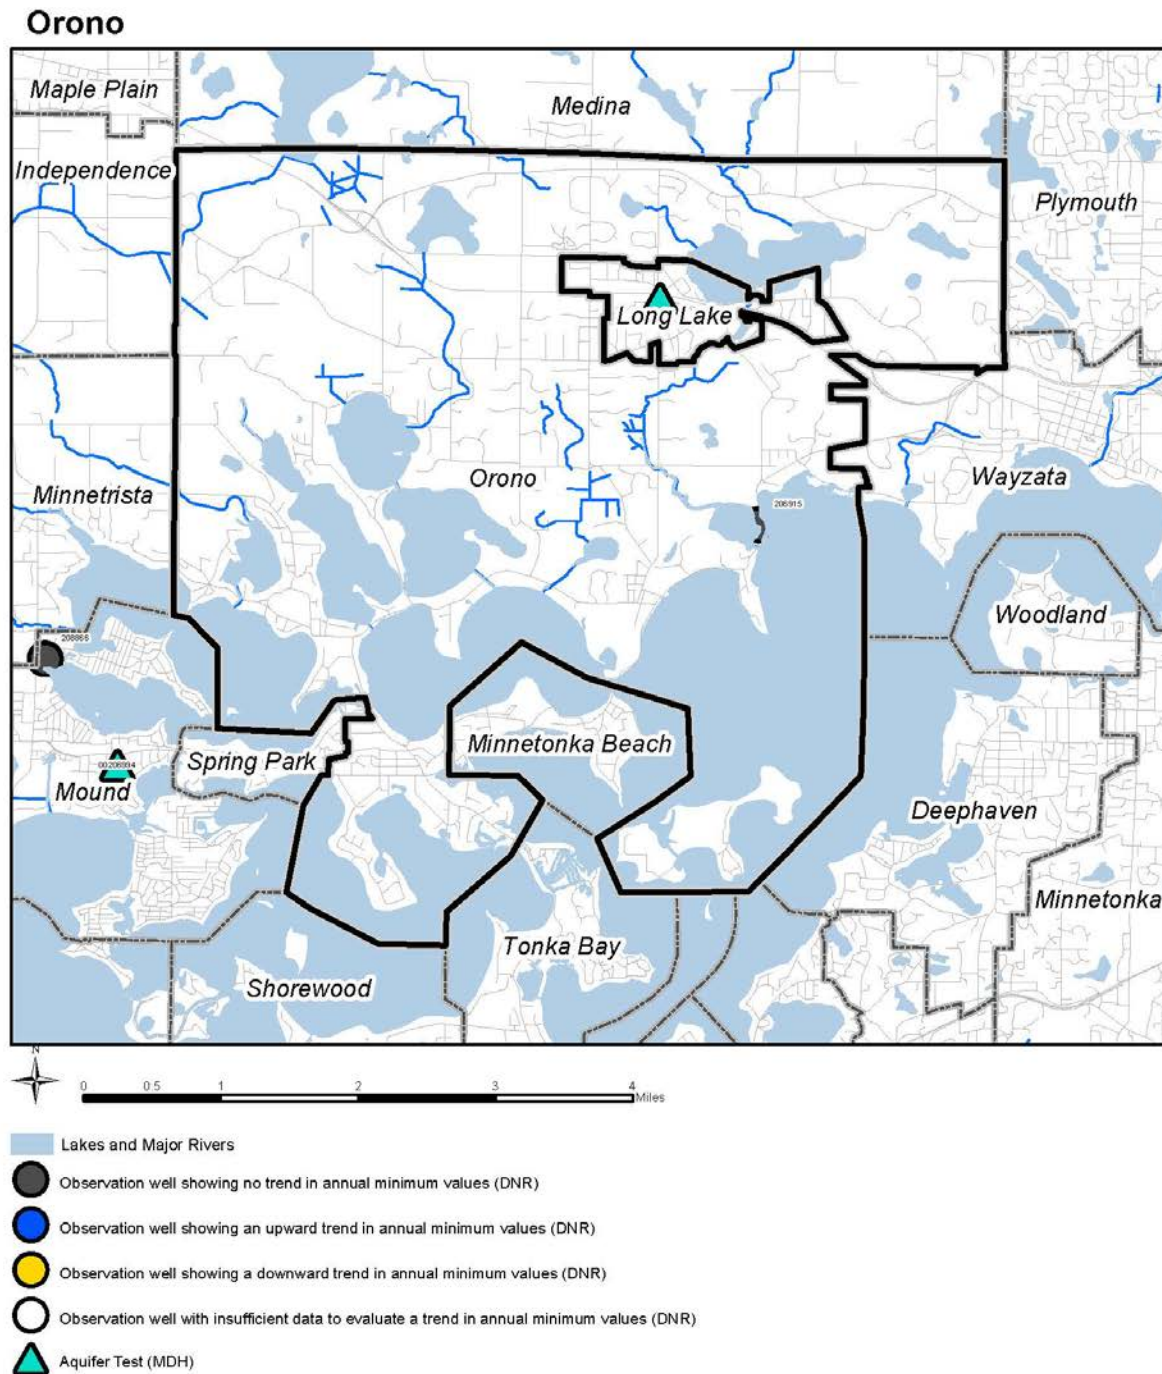 Orono
Maple Plain
Medina
Independence
Plymouth
Long Lake
Orono
Minnetrista
Wayzata
206915
Woodland
208866
Minnetonka Beach
Spring Park
00206994
Mound
Deephaven
Minnetonka
Tonka Bay
Shorewood
N
0 0.5 1 2 3 4
Miles
Lakes and Major Rivers
Observation well showing no trend in annual minimum values (DNR)
Observation well showing an upward trend in annual minimum values (DNR)
Observation well showing a downward trend in annual minimum values (DNR)
Observation well with insufficient data to evaluate a trend in annual minimum values (DNR)
Aquifer Test (MDH)